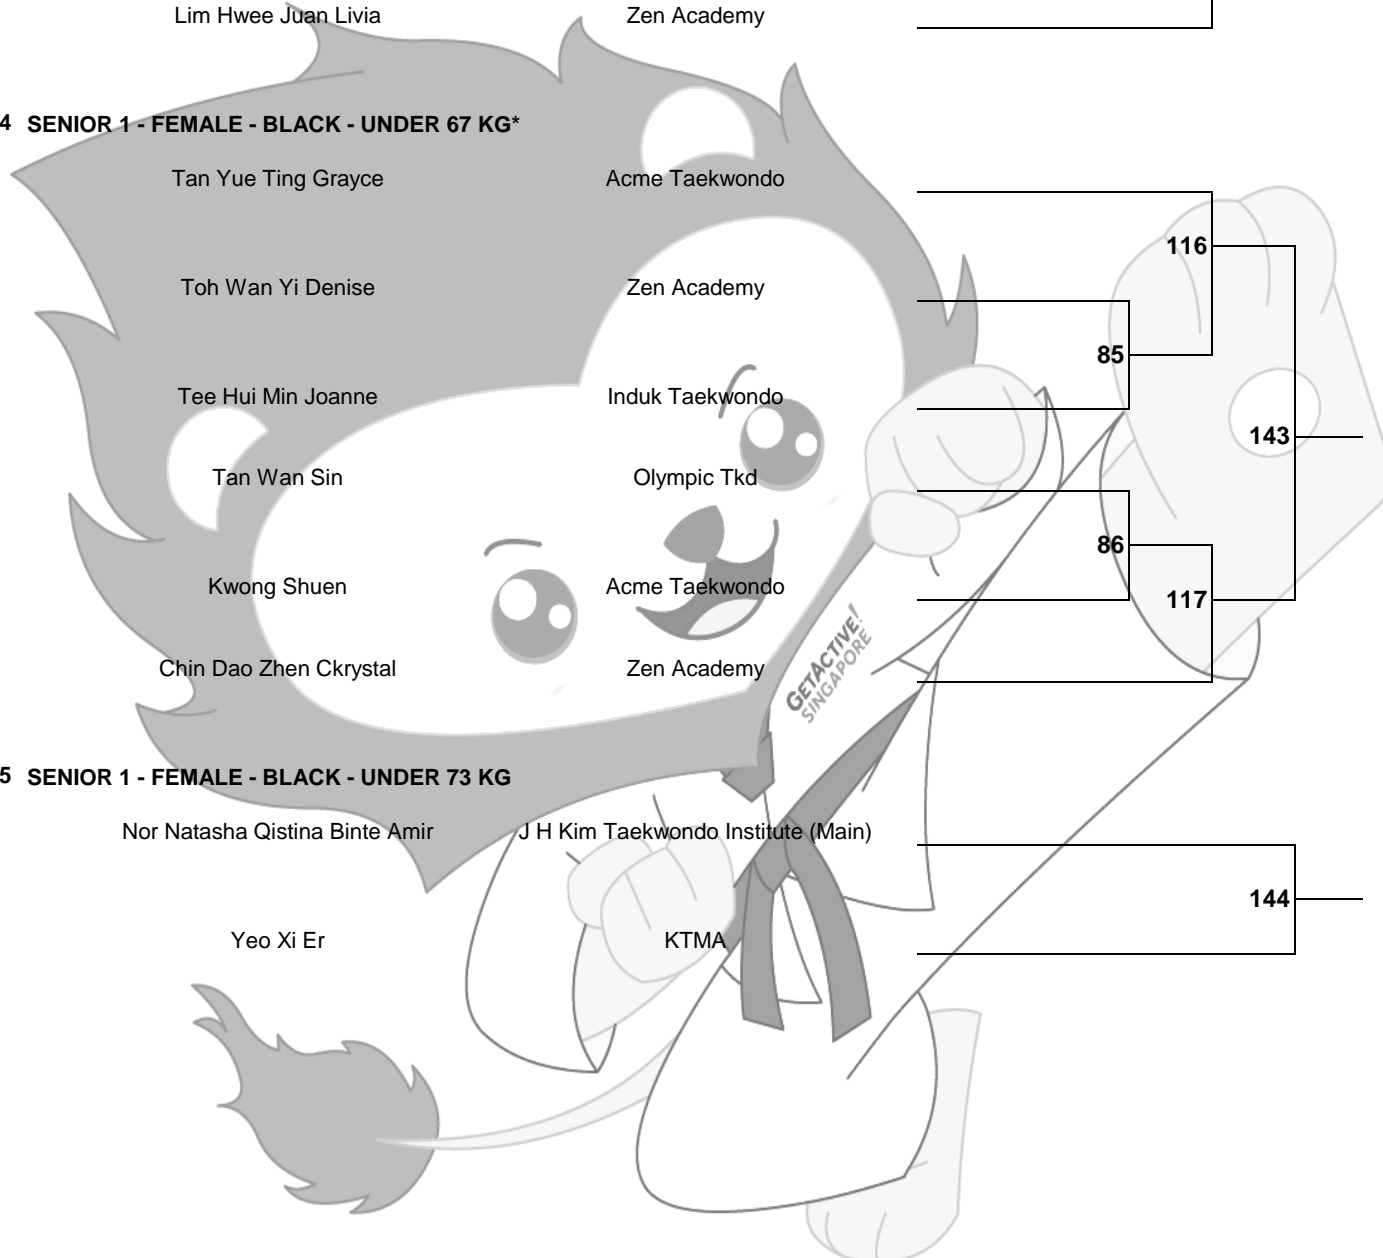 Lim Hwee Juan Livia Zen Academy
4 SENIOR 1 - FEMALE - BLACK - UNDER 67 KG*
Tan Yue Ting Grayce Acme Taekwondo
116
Toh Wan Yi Denise Zen Academy
85
Tee Hui Min Joanne Induk Taekwondo
143
Tan Wan Sin Olympic Tkd
86
Kwong Shuen Acme Taekwondo
117
GETACTIVE!
SINGAPORE
Chin Dao Zhen Ckrystal Zen Academy
5 SENIOR 1 - FEMALE - BLACK - UNDER 73 KG
Nor Natasha Qistina Binte Amir J H Kim Taekwondo Institute (Main)
144
Yeo Xi Er KTMA